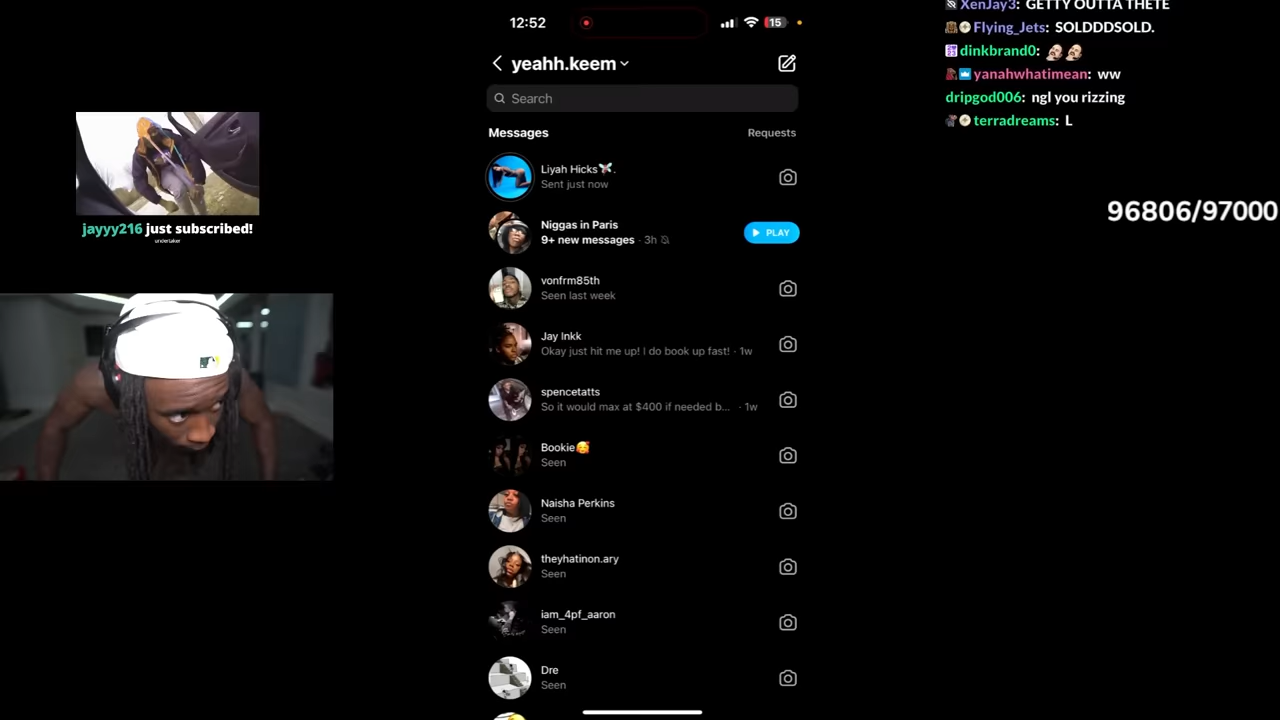 12:52
15
yeahh.keem
Search
Messages
Requests
Liyah Hicks🦋.
Sent just now
Niggas in Paris
9+ new messages · 3h
PLAY
vonfrm85th
Seen last week
Jay Inkk
Okay just hit me up! I do book up fast! · 1w
spencetatts
So it would max at $400 if needed b... · 1w
Bookie🥰
Seen
Naisha Perkins
Seen
theyhatinon.ary
Seen
iam_4pf_aaron
Seen
Dre
Seen
jayyy216 just subscribed!
undertaker
XenJay3: GETTY OUTTA THETE
Flying_Jets: SOLDDDSOLD.
dinkbrand0:
yanahwhatimean: ww
dripgod006: ngl you rizzing
terradreams: L
96806/97000